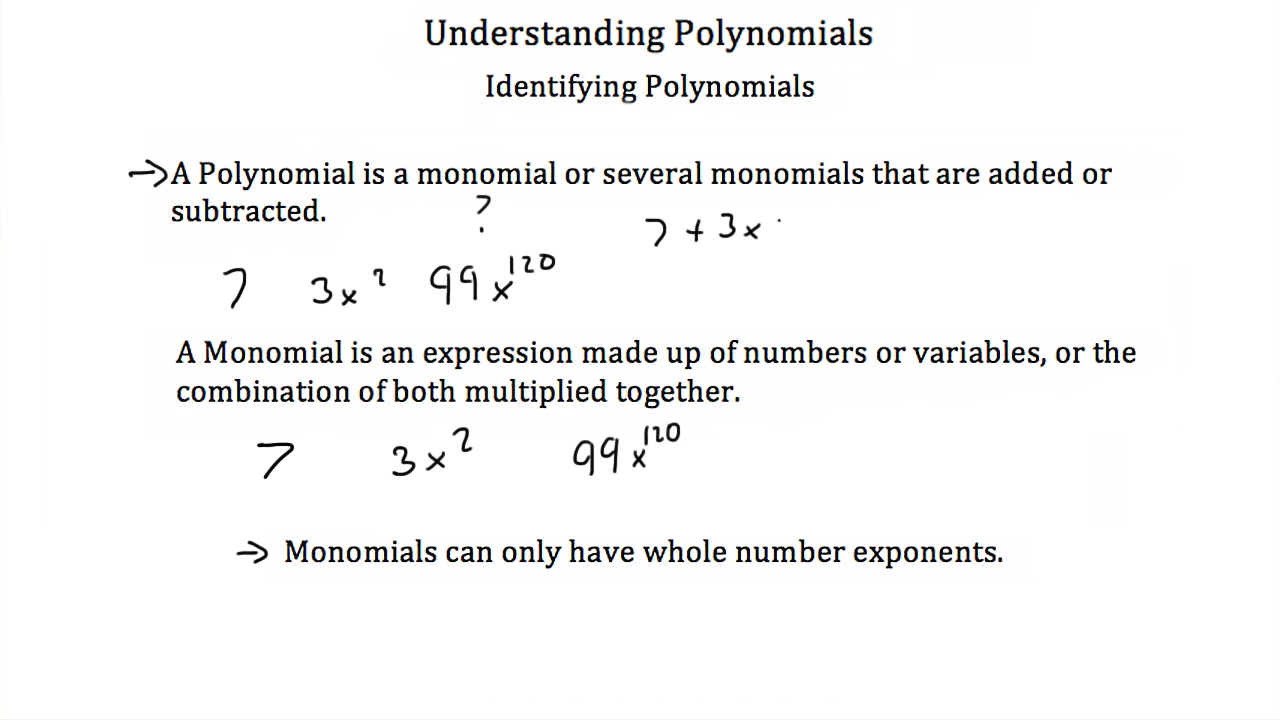 Understanding Polynomials
Identifying Polynomials
→ A Polynomial is a monomial or several monomials that are added or
subtracted.
?
7 + 3x
7 3x² 99x¹²⁰
A Monomial is an expression made up of numbers or variables, or the
combination of both multiplied together.
7 3x² 99x¹²⁰
→ Monomials can only have whole number exponents.